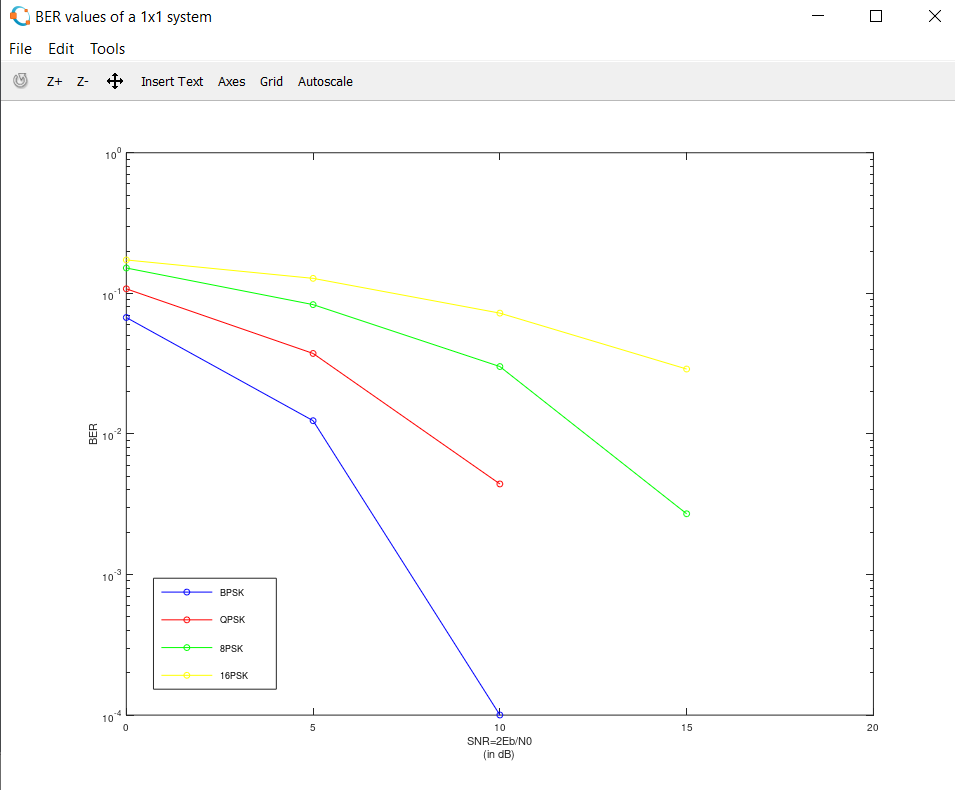 BER values of a 1x1 system
File Edit Tools
Z+ Z- Insert Text Axes Grid Autoscale
10^0
10^-1
10^-2
10^-3
10^-4
BER
BPSK
QPSK
8PSK
16PSK
0 5 10 15 20
SNR=2Eb/N0
(in dB)